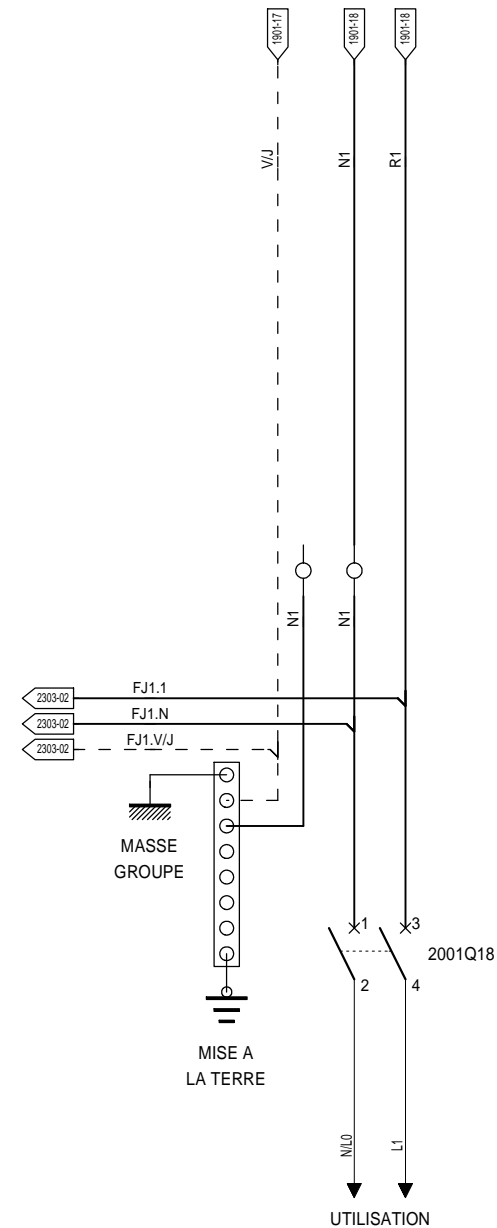 1901-17
1901-18
1901-18
V/J
N1
R1
N1
N1
2303-02
FJ1.1
2303-02
FJ1.N
2303-02
FJ1.V/J
MASSE
GROUPE
1
3
2001Q18
2
4
MISE A
LA TERRE
N/L0
L1
UTILISATION